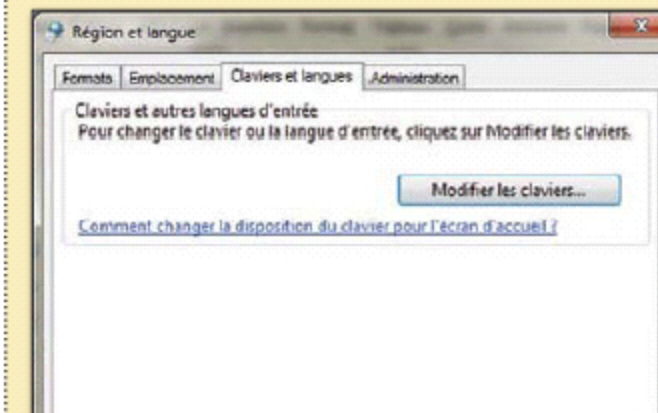 Région et langue
Formats Emplacement Claviers et langues Administration
Claviers et autres langues d'entrée
Pour changer le clavier ou la langue d'entrée, cliquez sur Modifier les claviers.
Modifier les claviers...
Comment changer la disposition du clavier pour l'écran d'accueil ?